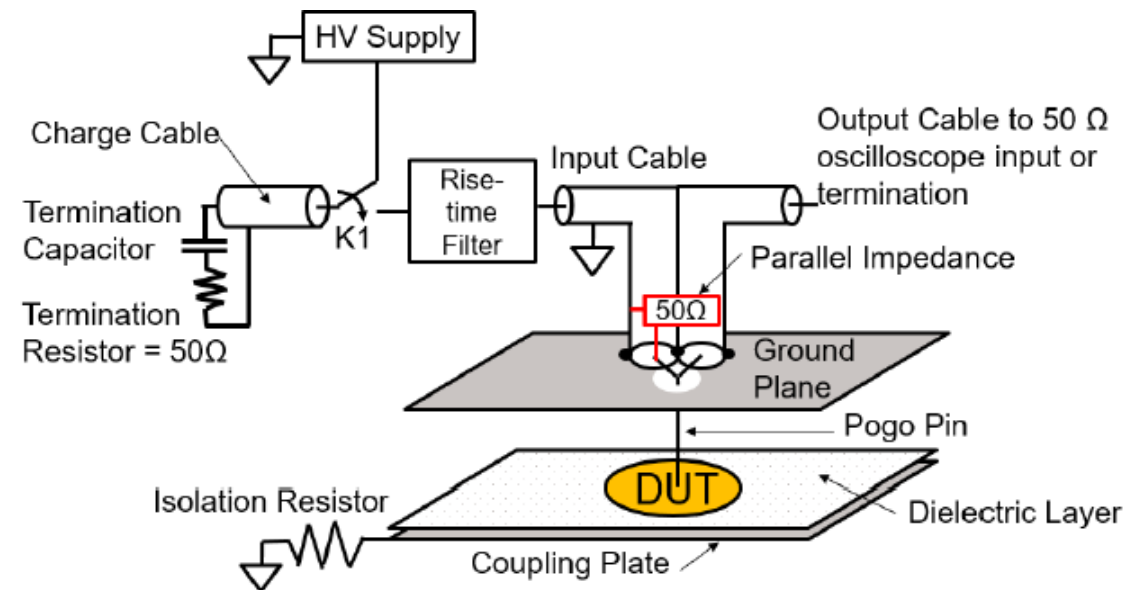 HV Supply
Charge Cable
Termination
Capacitor
Termination
Resistor = 50Ω
K1
Rise-
time
Filter
Input Cable
Output Cable to 50 Ω
oscilloscope input or
termination
Parallel Impedance
50Ω
Ground
Plane
Pogo Pin
DUT
Isolation Resistor
Dielectric Layer
Coupling Plate